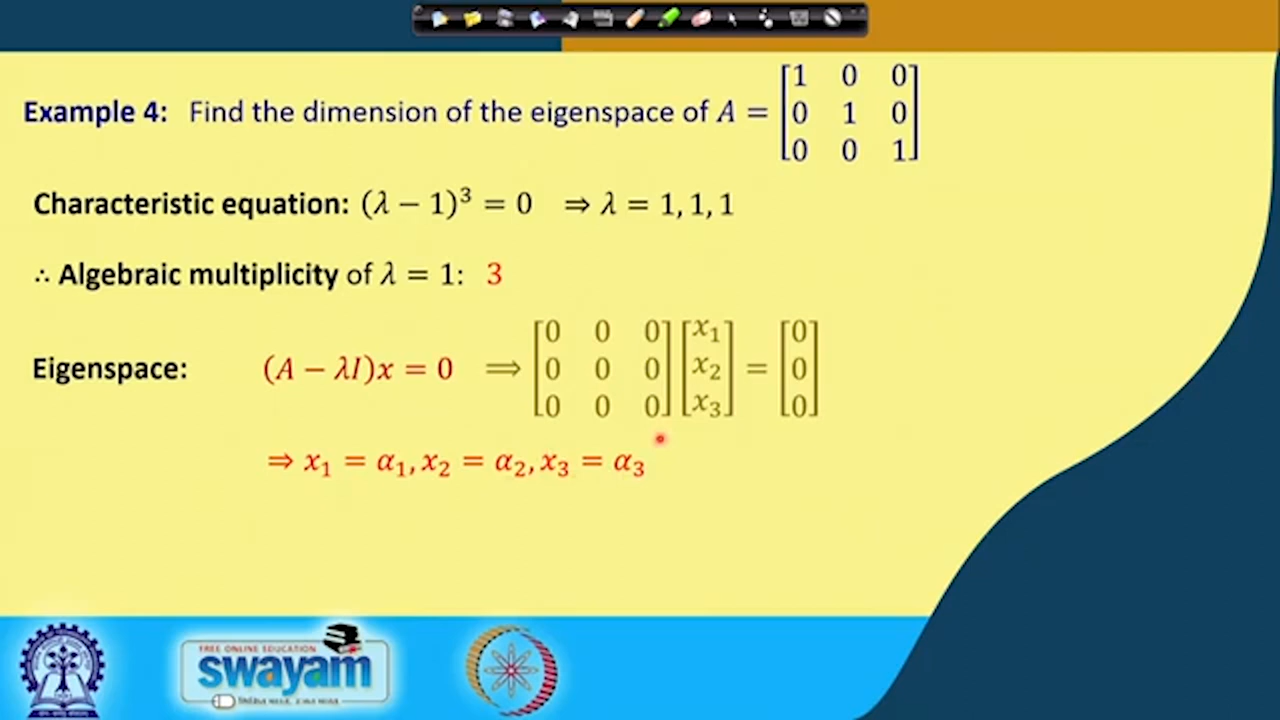 Example 4: Find the dimension of the eigenspace of A = [1 0 0; 0 1 0; 0 0 1]
Characteristic equation: (λ − 1)³ = 0 ⇒ λ = 1, 1, 1
∴ Algebraic multiplicity of λ = 1: 3
Eigenspace: (A − λI)x = 0 ⟹ [0 0 0; 0 0 0; 0 0 0] [x₁; x₂; x₃] = [0; 0; 0]
⇒ x₁ = α₁, x₂ = α₂, x₃ = α₃
FREE ONLINE EDUCATION
swayam